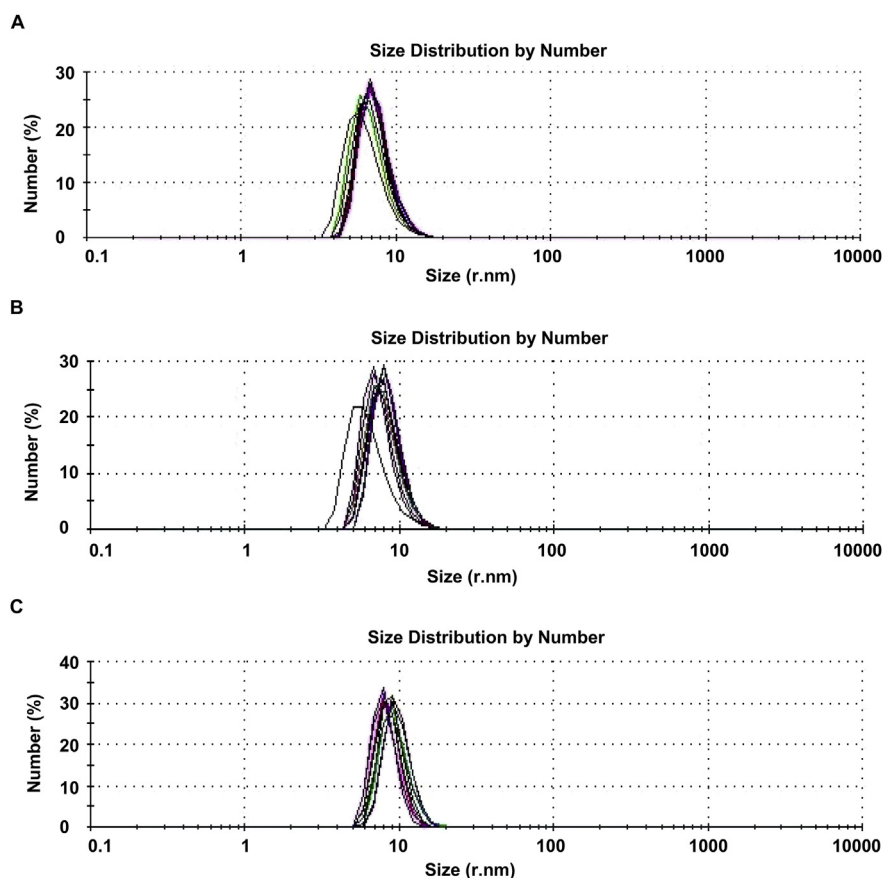 A
Size Distribution by Number
30
20
10
0
Number (%)
0.1 1 10 100 1000 10000
Size (r.nm)
B
Size Distribution by Number
30
20
10
0
Number (%)
0.1 1 10 100 1000 10000
Size (r.nm)
C
Size Distribution by Number
40
30
20
10
0
Number (%)
0.1 1 10 100 1000 10000
Size (r.nm)